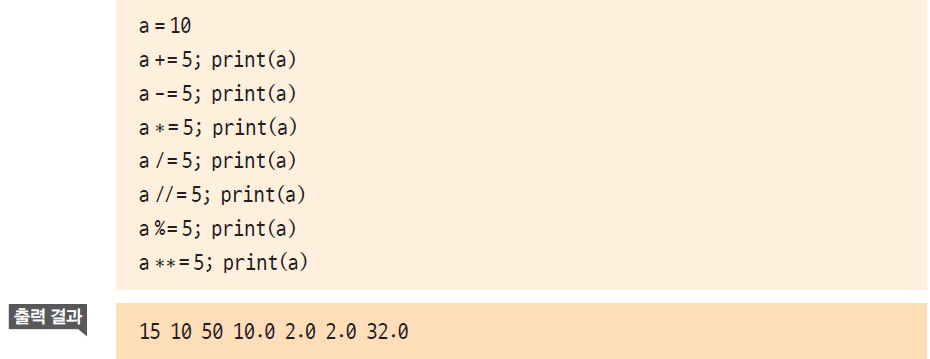 a = 10
a += 5; print(a)
a -= 5; print(a)
a *= 5; print(a)
a /= 5; print(a)
a //= 5; print(a)
a %= 5; print(a)
a **= 5; print(a)
출력 결과
15 10 50 10.0 2.0 2.0 32.0